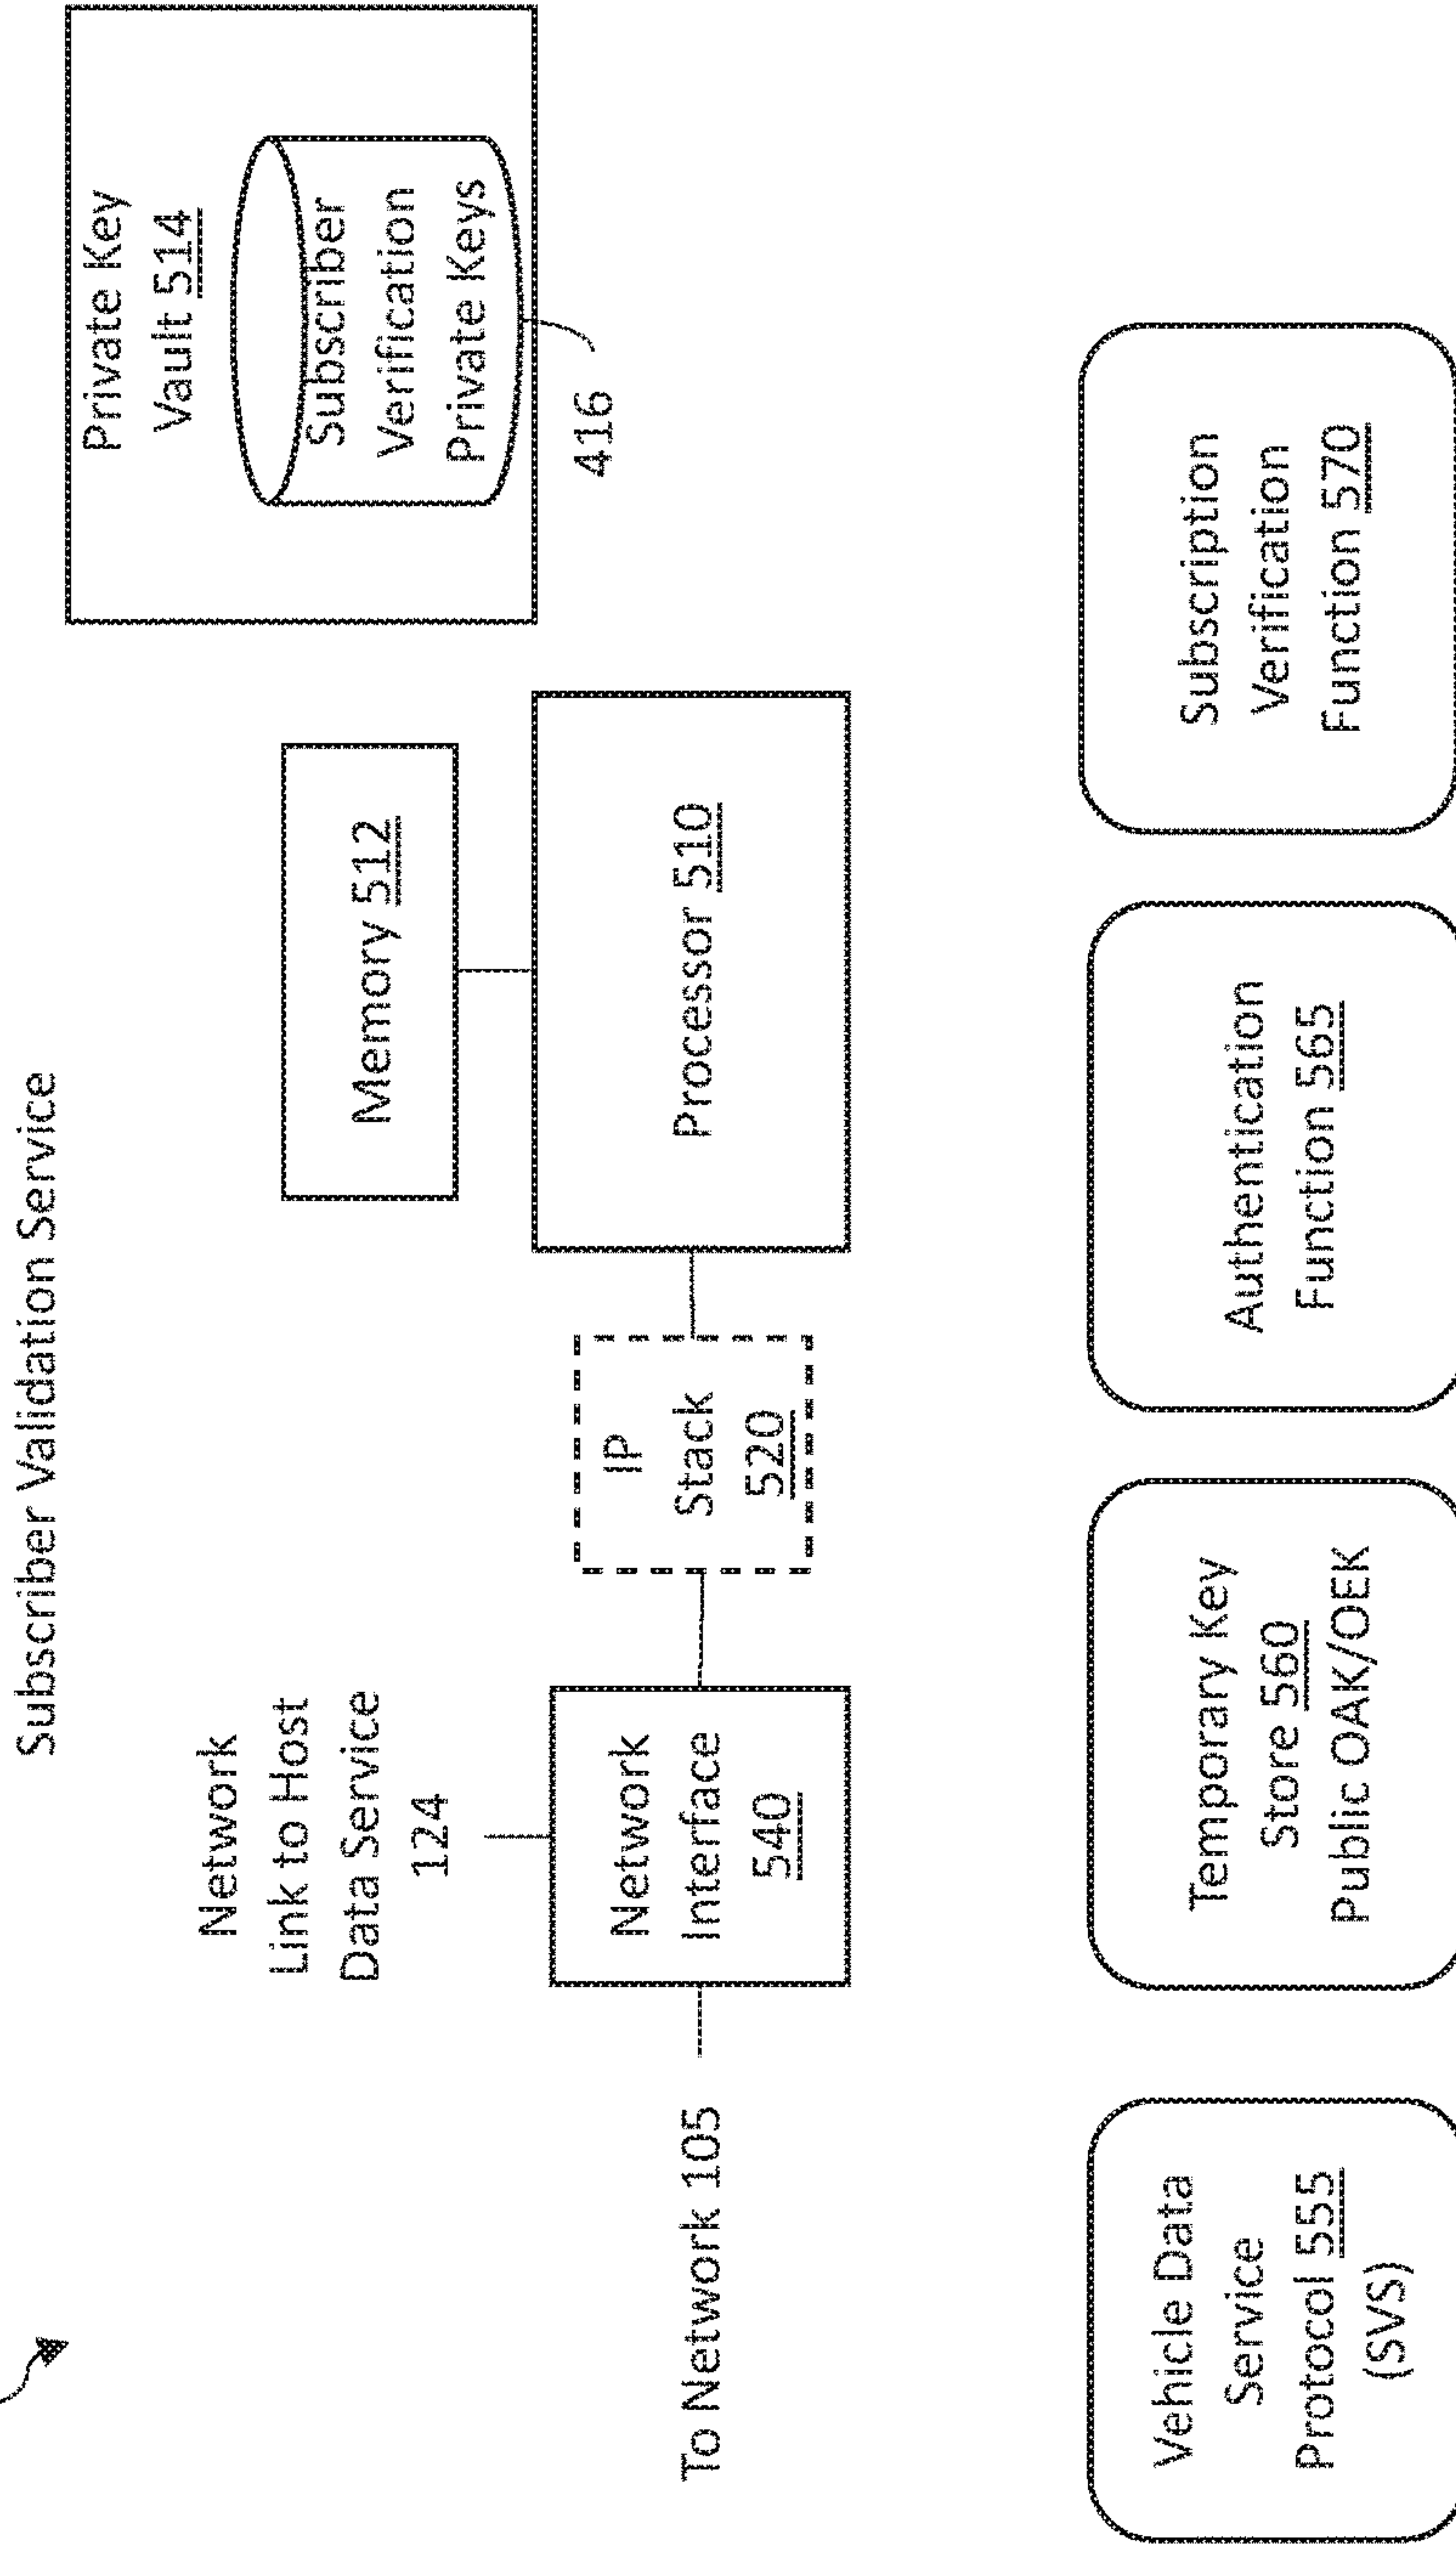 Subscriber Validation Service
Network
Link to Host
Data Service
124
Private Key
Vault 514
Subscriber
Verification
Private Keys
416
Memory 512
To Network 105
Network
Interface
540
IP
Stack
520
Processor 510
Vehicle Data
Service
Protocol 555
(SVS)
Temporary Key
Store 560
Public OAK/OEK
Authentication
Function 565
Subscription
Verification
Function 570